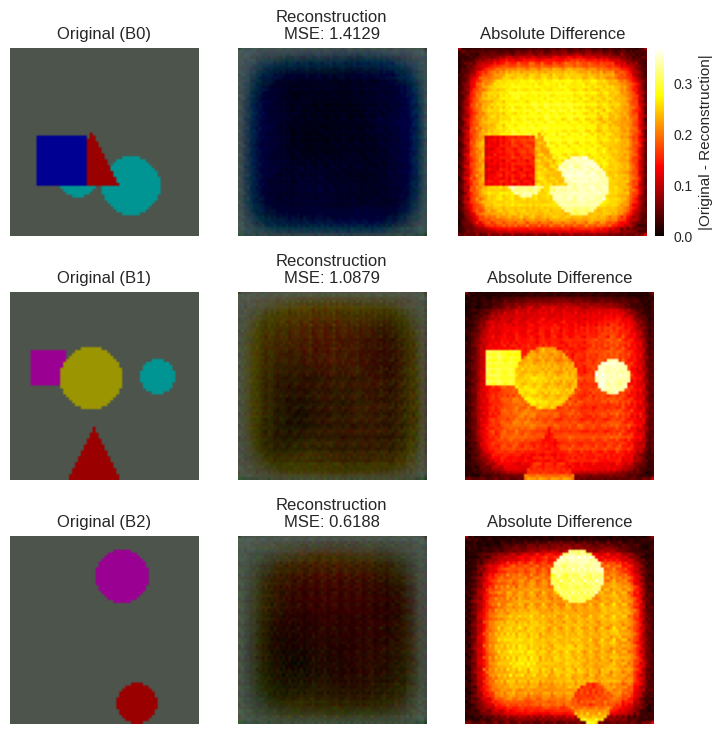 Original (B0)
Reconstruction
MSE: 1.4129
Absolute Difference
0.3
0.2
0.1
0.0
|Original - Reconstruction|
Original (B1)
Reconstruction
MSE: 1.0879
Absolute Difference
Original (B2)
Reconstruction
MSE: 0.6188
Absolute Difference